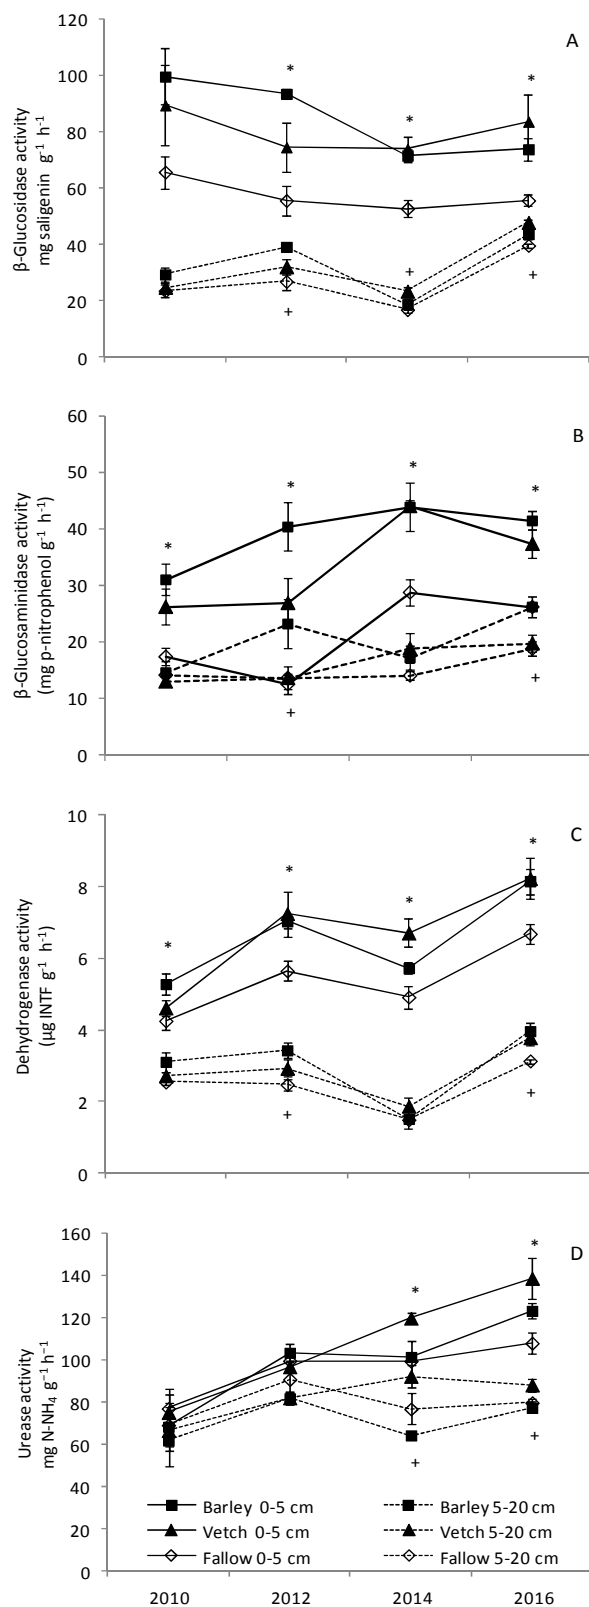 A
β-Glucosidase activity
mg saligenin g⁻¹ h⁻¹
120
100
80
60
40
20
0
*
*
*
+
+
+
B
β-Glucosaminidase activity
(mg p-nitrophenol g⁻¹ h⁻¹)
60
50
40
30
20
10
0
*
*
*
*
+
+
C
Dehydrogenase activity
(µg INTF g⁻¹ h⁻¹)
10
8
6
4
2
0
*
*
*
*
+
+
D
Urease activity
mg N-NH₄ g⁻¹ h⁻¹
160
140
120
100
80
60
40
20
0
*
*
+
+
Barley 0-5 cm
Barley 5-20 cm
Vetch 0-5 cm
Vetch 5-20 cm
Fallow 0-5 cm
Fallow 5-20 cm
2010 2012 2014 2016